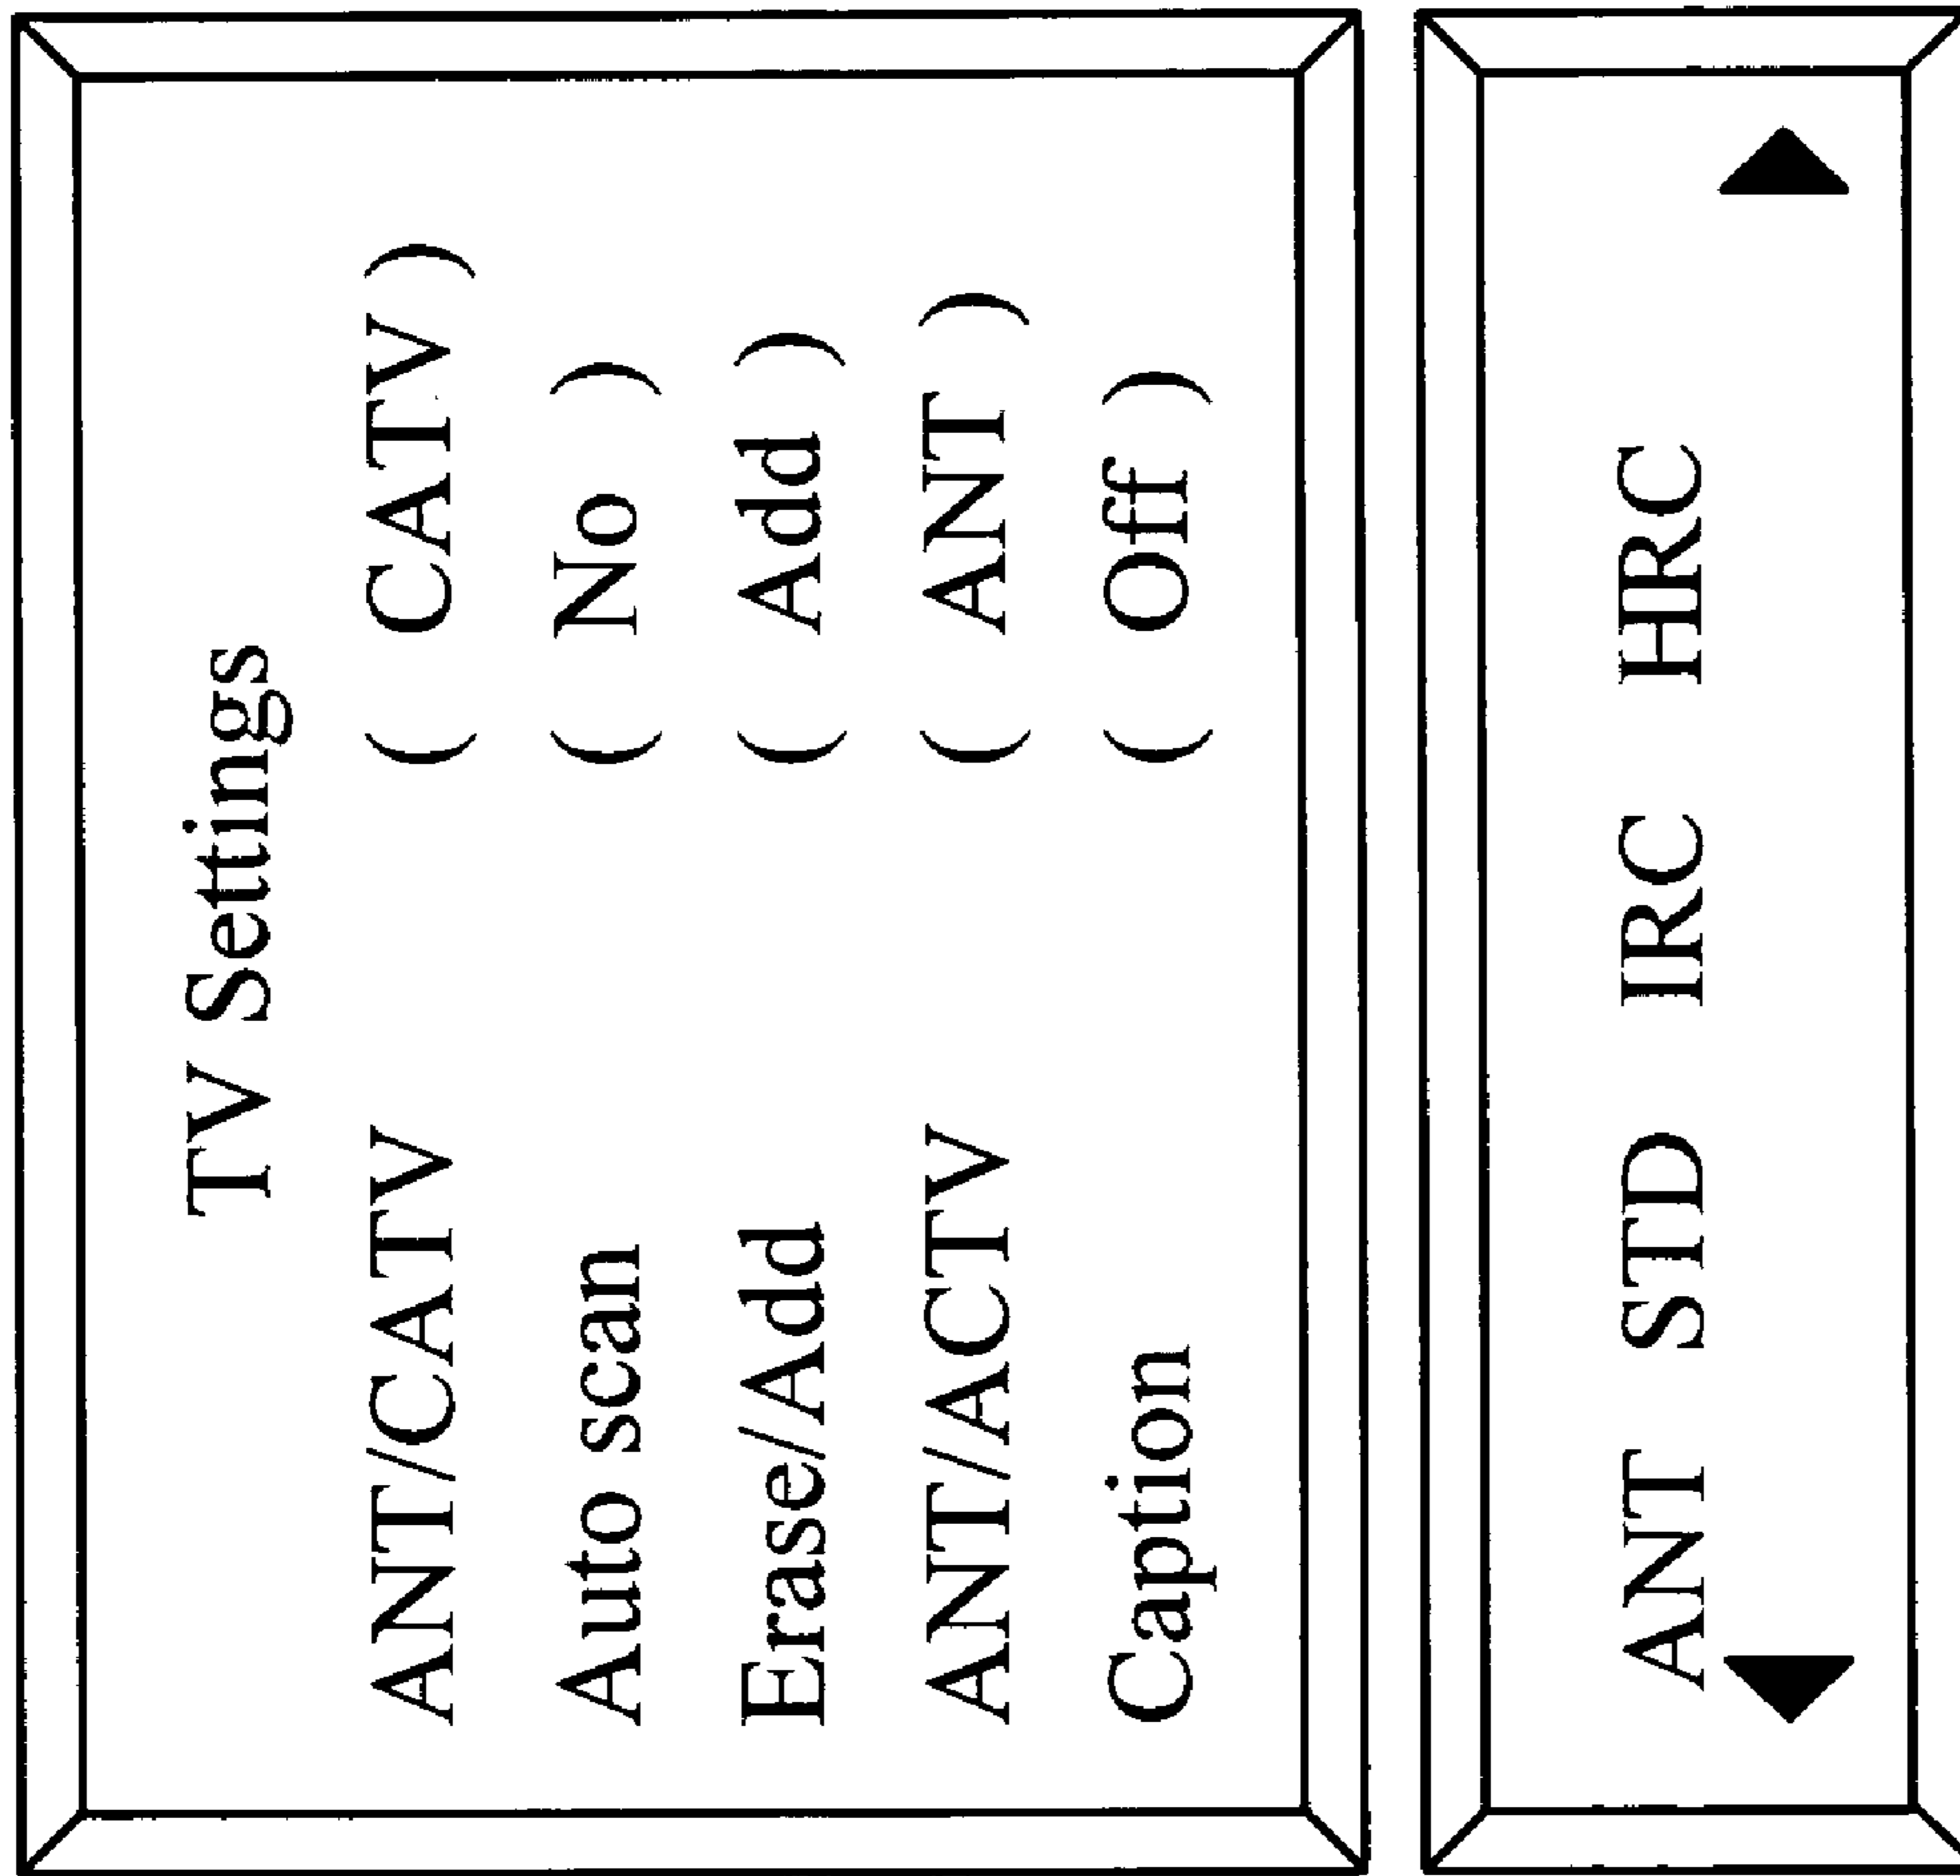 TV Settings
ANT/CATV ( CATV )
Auto scan ( No )
Erase/Add ( Add )
ANT/ACTV ( ANT )
Caption ( Off )
ANT STD IRC HRC